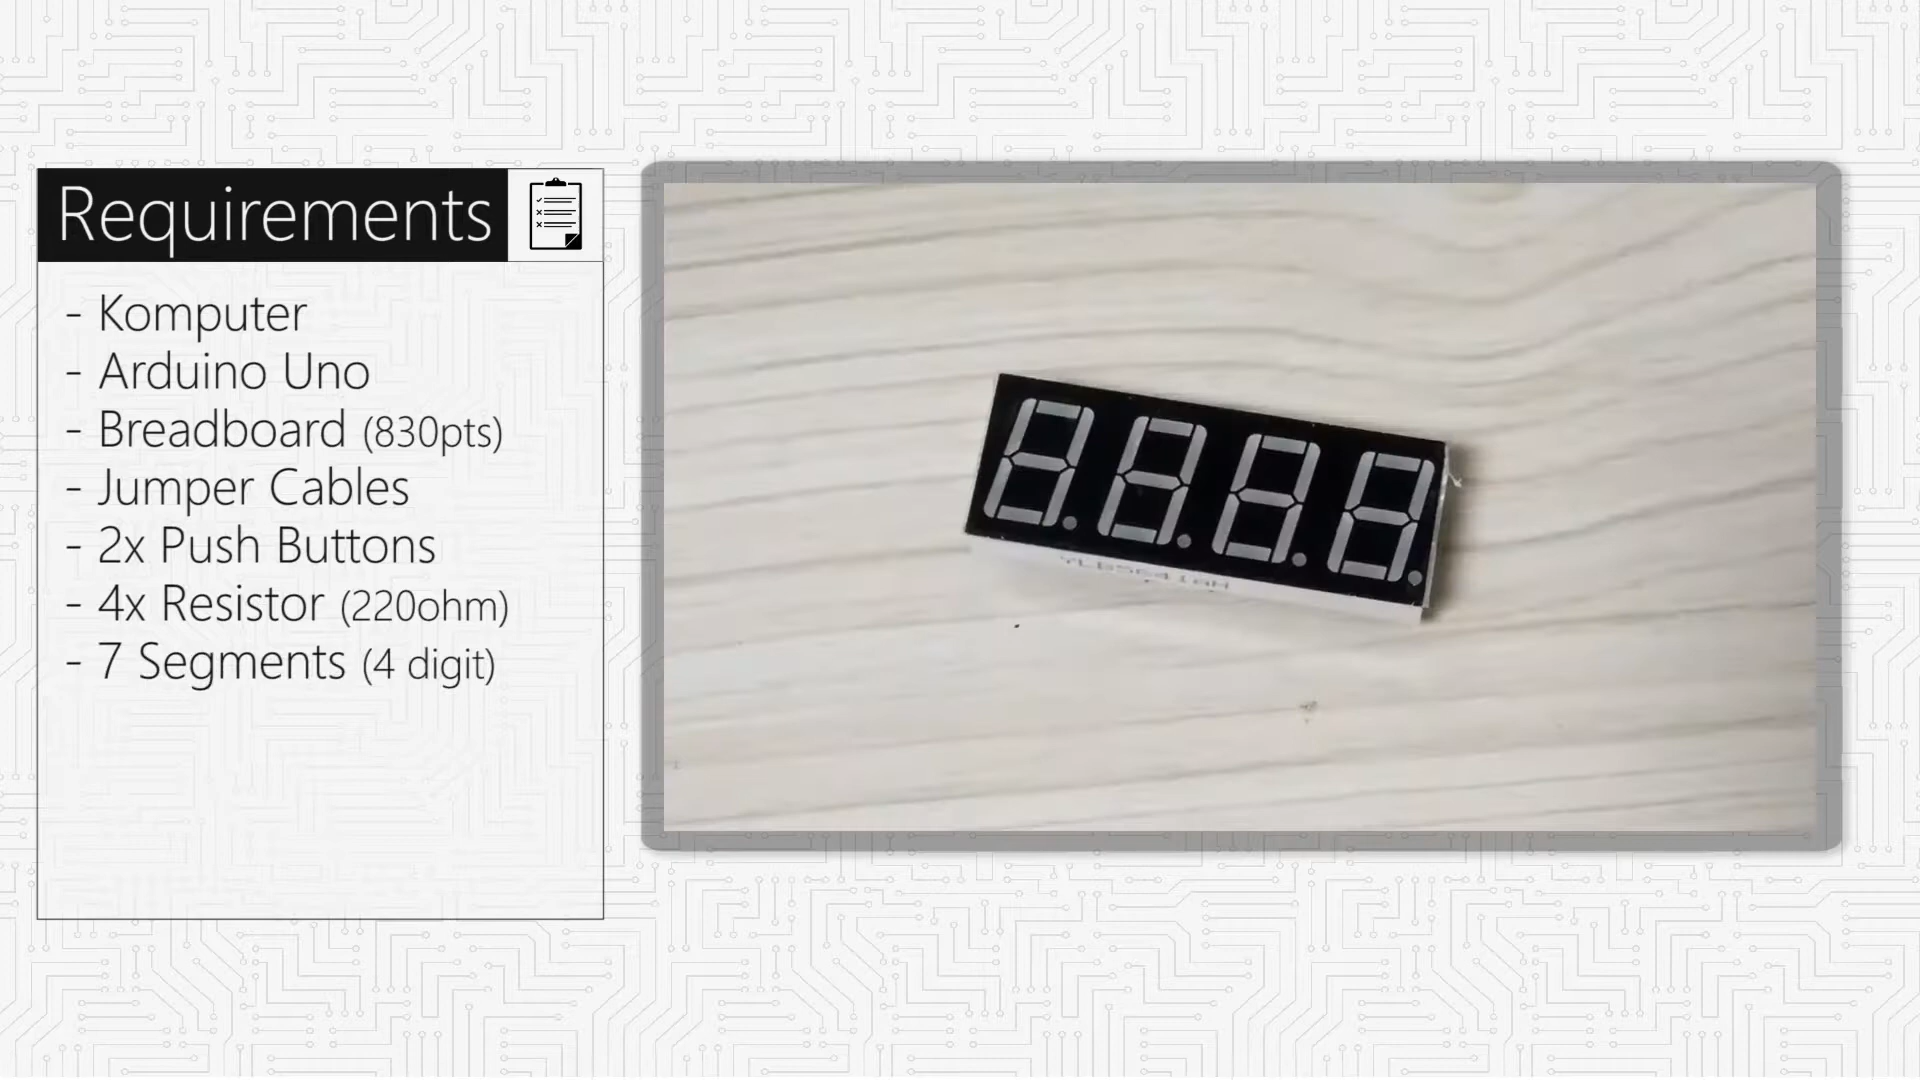 Requirements
- Komputer
- Arduino Uno
- Breadboard (830pts)
- Jumper Cables
- 2x Push Buttons
- 4x Resistor (220ohm)
- 7 Segments (4 digit)